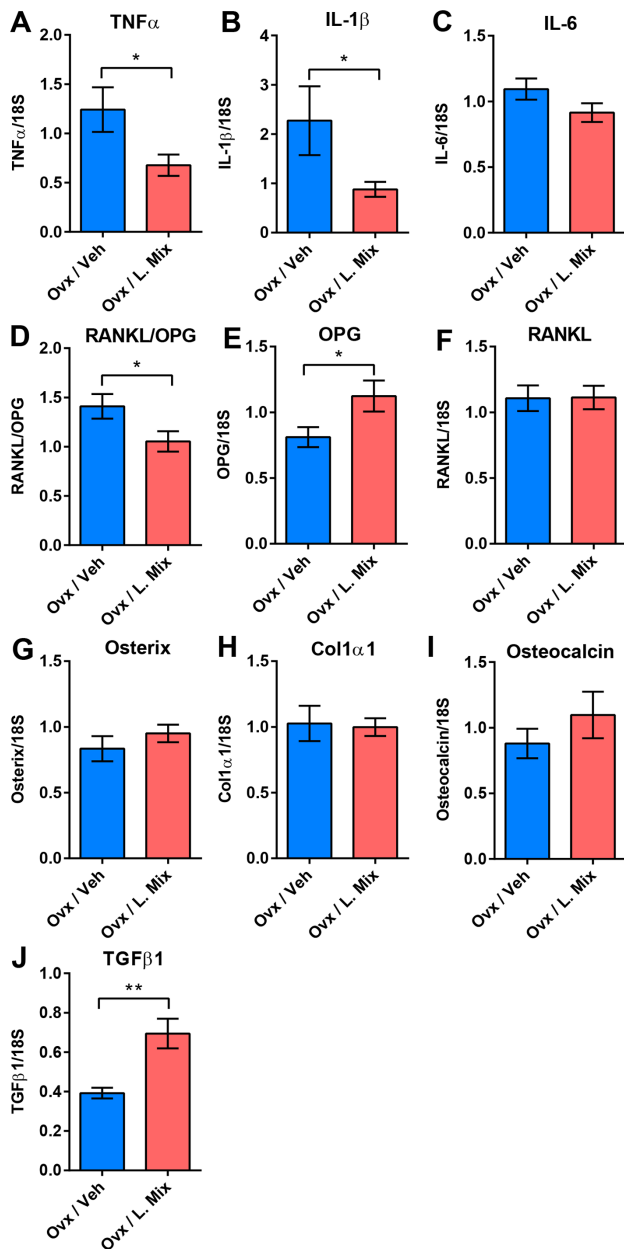 A TNFα
*
TNFα/18S
1.5
1.0
0.5
0.0
Ovx / Veh
Ovx / L. Mix
B IL-1β
*
IL-1β/18S
4
3
2
1
0
Ovx / Veh
Ovx / L. Mix
C IL-6
IL-6/18S
1.5
1.0
0.5
0.0
Ovx / Veh
Ovx / L. Mix
D RANKL/OPG
*
RANKL/OPG
2.0
1.5
1.0
0.5
0.0
Ovx / Veh
Ovx / L. Mix
E OPG
*
OPG/18S
1.5
1.0
0.5
0.0
Ovx / Veh
Ovx / L. Mix
F RANKL
RANKL/18S
1.5
1.0
0.5
0.0
Ovx / Veh
Ovx / L. Mix
G Osterix
Osterix/18S
1.5
1.0
0.5
0.0
Ovx / Veh
Ovx / L. Mix
H Col1α1
Col1α1/18S
1.5
1.0
0.5
0.0
Ovx / Veh
Ovx / L. Mix
I Osteocalcin
Osteocalcin/18S
1.5
1.0
0.5
0.0
Ovx / Veh
Ovx / L. Mix
J TGFβ1
**
TGFβ1/18S
1.0
0.8
0.6
0.4
0.2
0.0
Ovx / Veh
Ovx / L. Mix